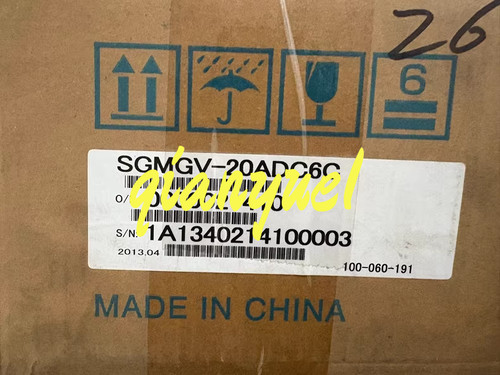 26
6
SGMGV-20ADC6C
qianyuel
O/
S/N. 1A1340214100003
2013.04
100-060-191
MADE IN CHINA